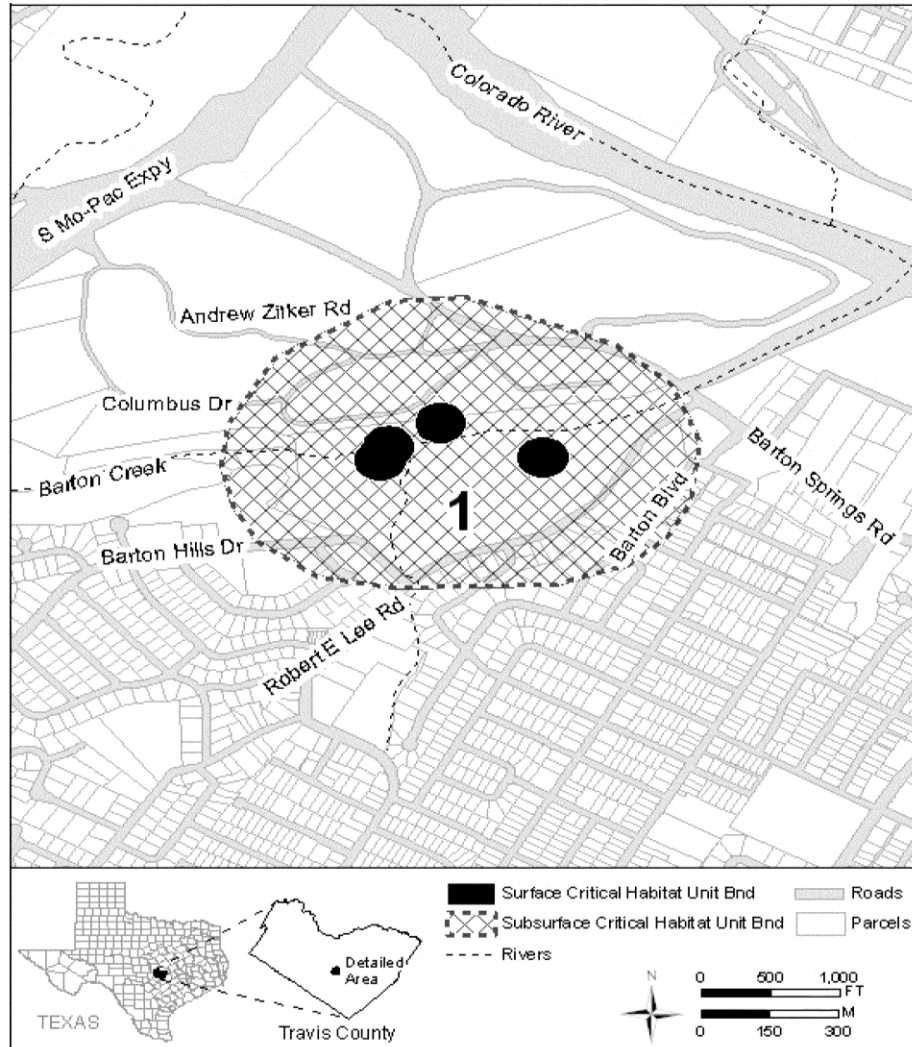 Colorado River
S Mo-Pac Expy
Andrew Zilker Rd
Columbus Dr
Barton Creek
1
Barton Springs Rd
Barton Blvd
Barton Hills Dr
Robert E Lee Rd
Surface Critical Habitat Unit Bnd
Roads
Subsurface Critical Habitat Unit Bnd
Parcels
Rivers
Detailed
Area
TEXAS
Travis County
N
0 500 1,000
FT
M
0 150 300